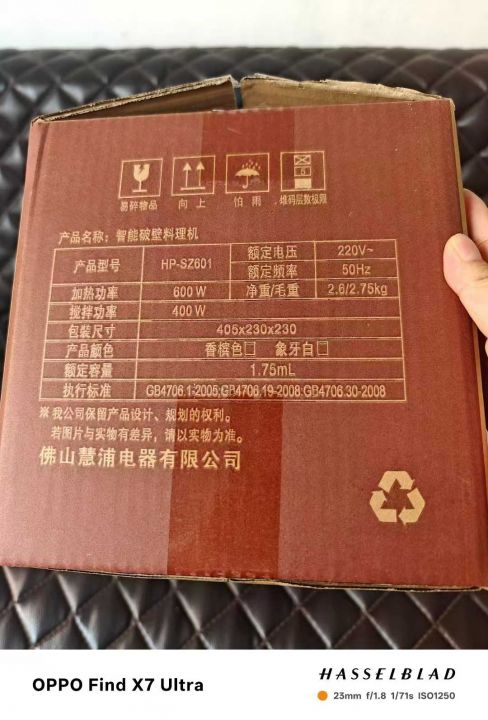 6
易碎物品 向上 怕雨 堆码层数极限
产品名称：智能破壁料理机
产品型号 HP-SZ601 额定电压 220V~
额定频率 50Hz
加热功率 600W 净重/毛重 2.6/2.75kg
搅拌功率 400W
包装尺寸 405x230x230
产品颜色 香槟色□ 象牙白□
额定容量 1.75mL
执行标准 GB4706.1-2005;GB4706.19-2008;GB4706.30-2008
※我公司保留产品设计、规划的权利。
若图片与实物有差异，请以实物为准。
佛山慧浦电器有限公司
OPPO Find X7 Ultra
HASSELBLAD
23mm f/1.8 1/71s ISO1250